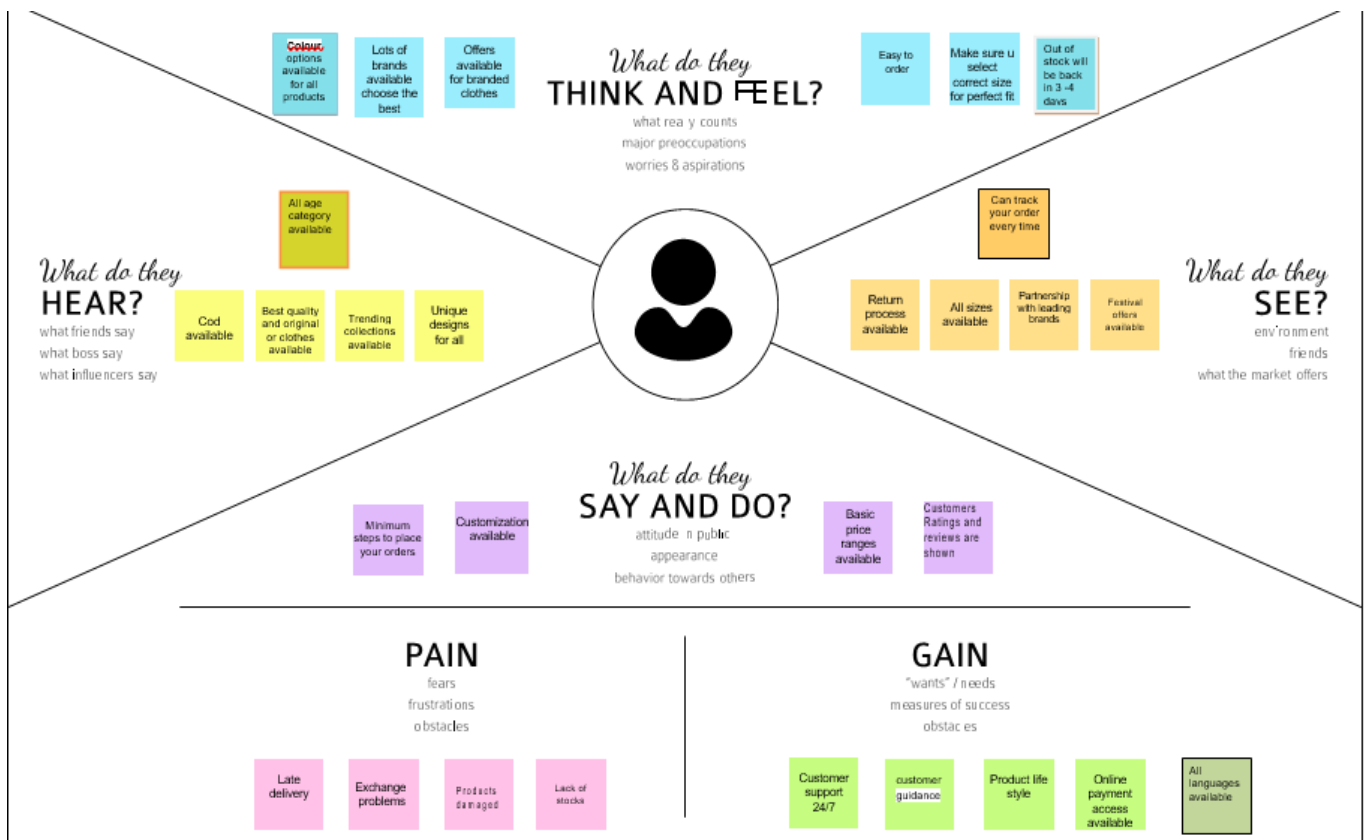 Colour
options
available
for all
products
Lots of
brands
available
choose the
best
Offers
available
for branded
clothes
What do they
THINK AND FEEL?
what rea y counts
major preoccupations
worries & aspirations
Easy to
order
Make sure u
select
correct size
for perfect fit
Out of
stock will
be back
in 3 -4
days
All age
category
available
Can track
your order
every time
What do they
HEAR?
what friends say
what boss say
what influencers say
Cod
available
Best quality
and original
or clothes
available
Trending
collections
available
Unique
designs
for all
Return
process
available
All sizes
available
Partnership
with leading
brands
Festival
offers
available
What do they
SEE?
env'ronment
friends
what the market offers
What do they
SAY AND DO?
attitude n public
appearance
behavior towards others
Minimum
steps to place
your orders
Customization
available
Basic
price
ranges
available
Customers
Ratings and
reviews are
shown
PAIN
fears
frustrations
obstacles
Late
delivery
Exchange
problems
Products
damaged
Lack of
stocks
GAIN
"wants" / needs
measures of success
obstac es
Customer
support
24/7
customer
guidance
Product life
style
Online
payment
access
available
All
languages
available